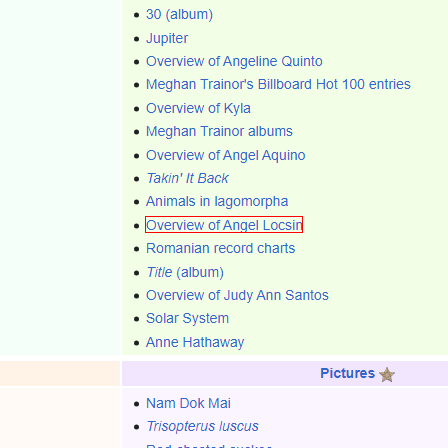 30 (album)
Jupiter
Overview of Angeline Quinto
Meghan Trainor's Billboard Hot 100 entries
Overview of Kyla
Meghan Trainor albums
Overview of Angel Aquino
Takin' It Back
Animals in lagomorpha
Overview of Angel Locsin
Romanian record charts
Title (album)
Overview of Judy Ann Santos
Solar System
Anne Hathaway
Pictures
Nam Dok Mai
Trisopterus luscus